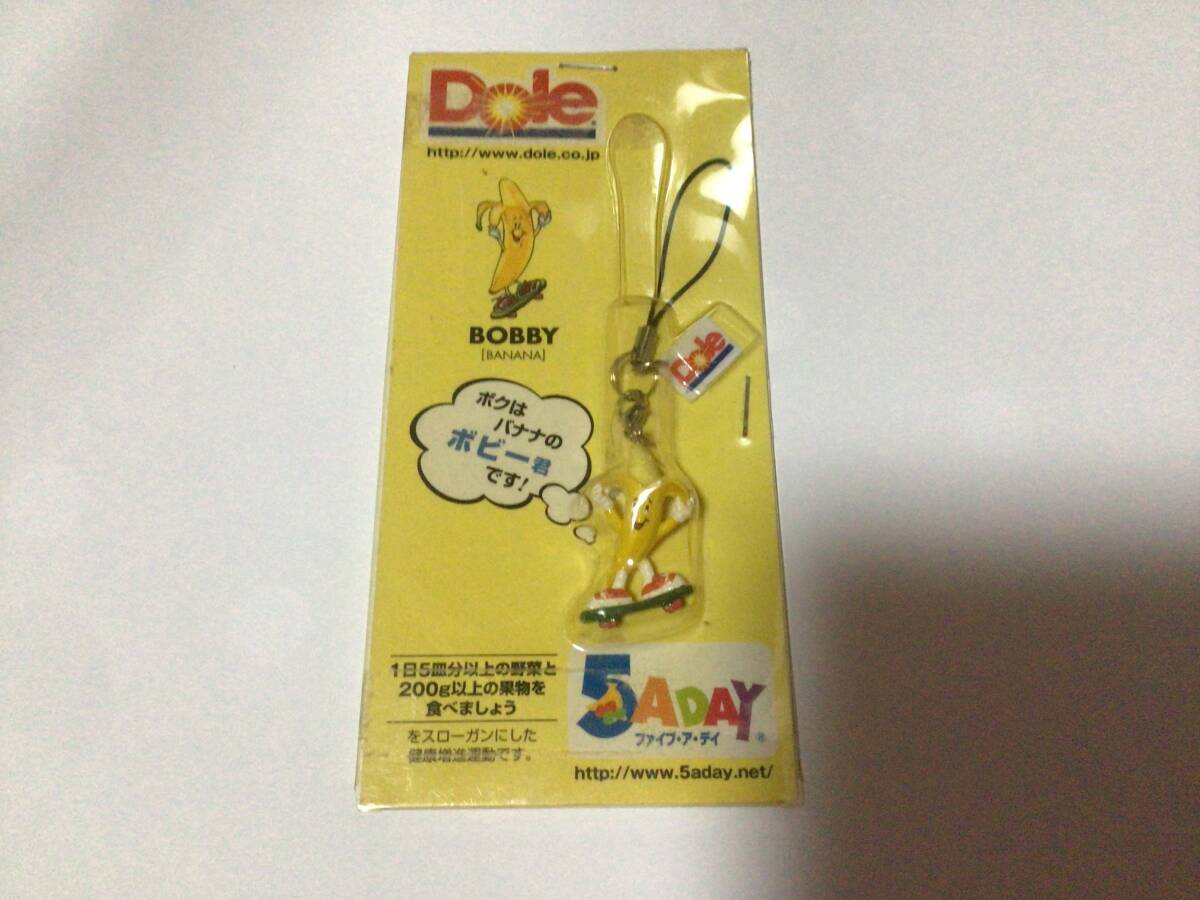 Dole
http://www.dole.co.jp
BOBBY
[BANANA]
Dole
ボクは
バナナの
ボビー君
です!
1日5皿分以上の野菜と
200g以上の果物を
食べましょう
をスローガンにした
健康増進運動です。
5 A DAY
ファイブ・ア・デイ
®
http://www.5aday.net/